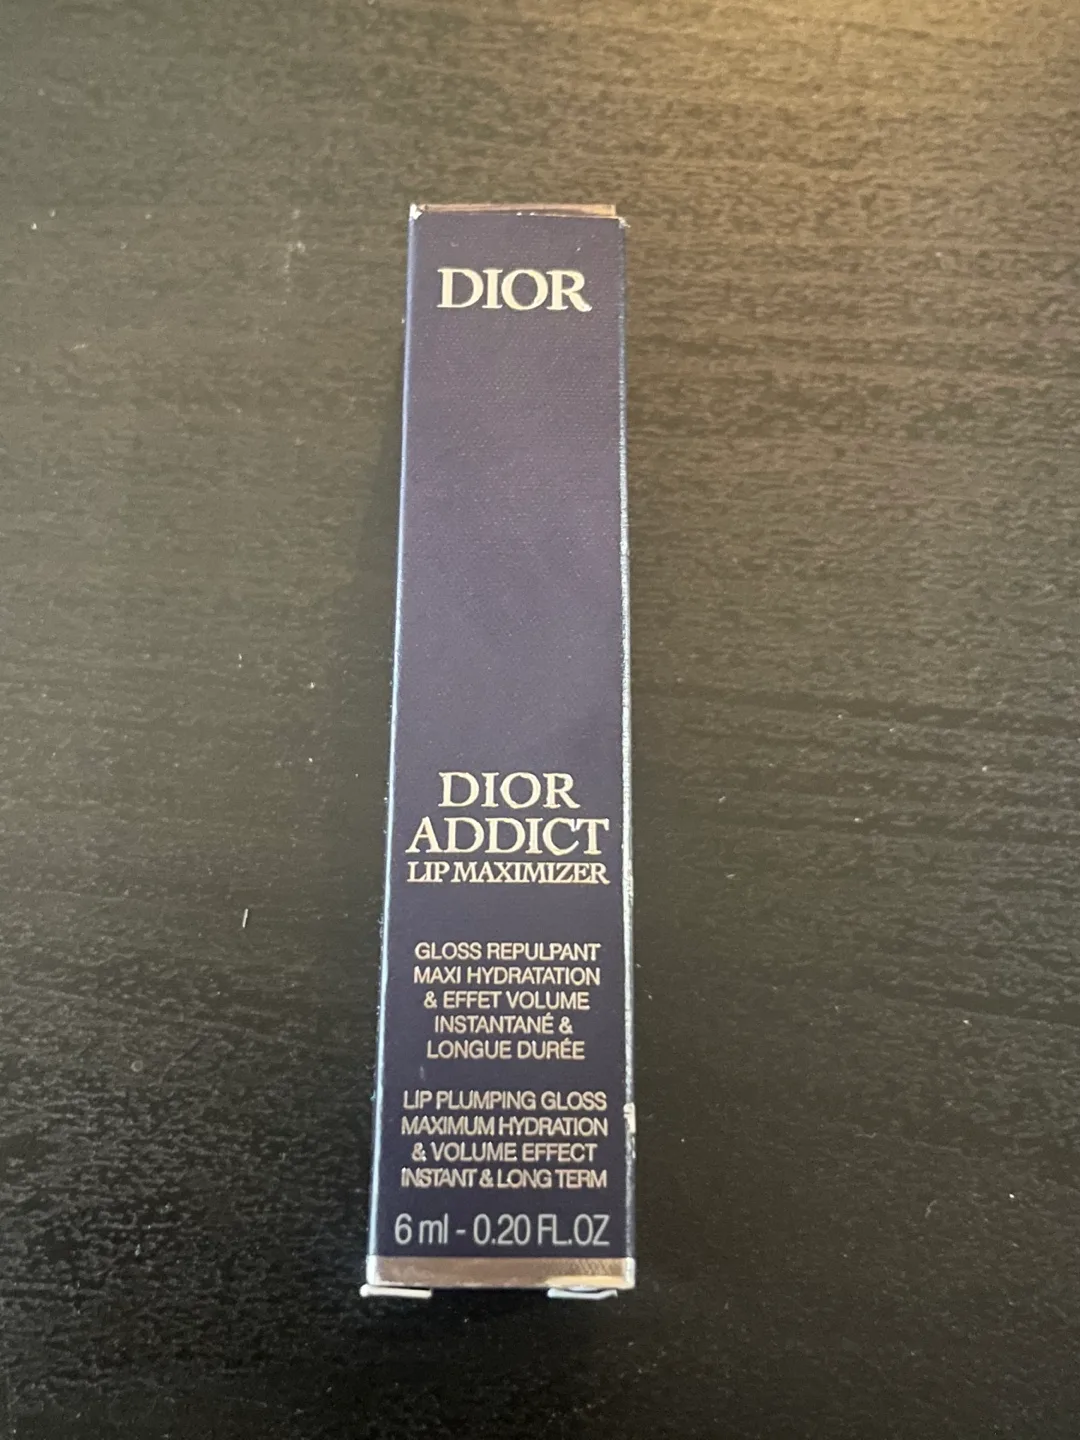 DIOR
DIOR
ADDICT
LIP MAXIMIZER
GLOSS REPULPANT
MAXI HYDRATATION
& EFFET VOLUME
INSTANTANÉ &
LONGUE DURÉE
LIP PLUMPING GLOSS
MAXIMUM HYDRATION
& VOLUME EFFECT
INSTANT & LONG TERM
6 ml - 0.20 FL.OZ